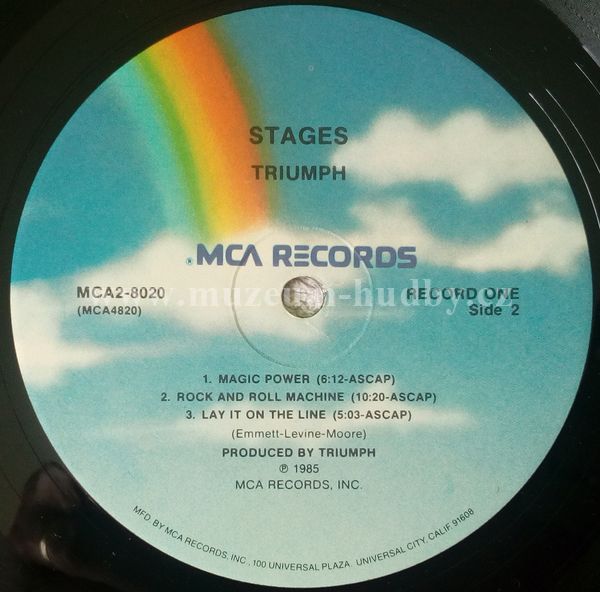 STAGES
TRIUMPH
® MCA RECORDS
MCA2-8020
(MCA4820)
RECORD ONE
Side 2
www.muzeum-hudby.cz
1. MAGIC POWER (6:12-ASCAP)
2. ROCK AND ROLL MACHINE (10:20-ASCAP)
3. LAY IT ON THE LINE (5:03-ASCAP)
(Emmett-Levine-Moore)
PRODUCED BY TRIUMPH
℗ 1985
MCA RECORDS, INC.
MFD BY MCA RECORDS, INC., 100 UNIVERSAL PLAZA, UNIVERSAL CITY, CALIF. 91608